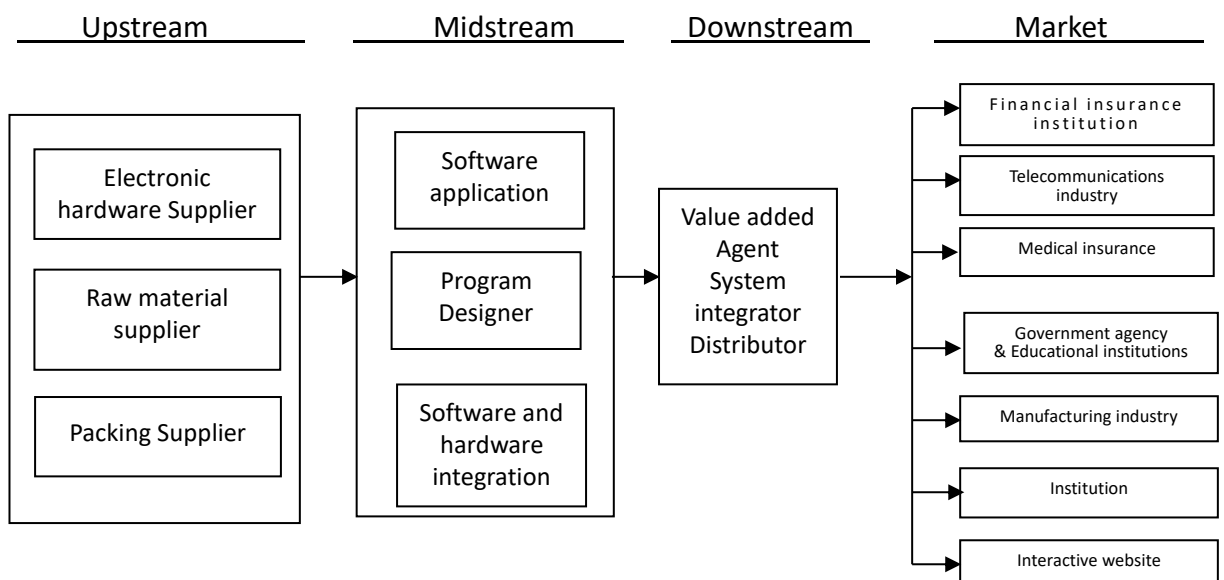 Upstream
Midstream
Downstream
Market
Electronic
hardware Supplier
Raw material
supplier
Packing Supplier
Software
application
Program
Designer
Software and
hardware
integration
Value added
Agent
System
integrator
Distributor
Financial insurance
institution
Telecommunications
industry
Medical insurance
Government agency
& Educational institutions
Manufacturing industry
Institution
Interactive website